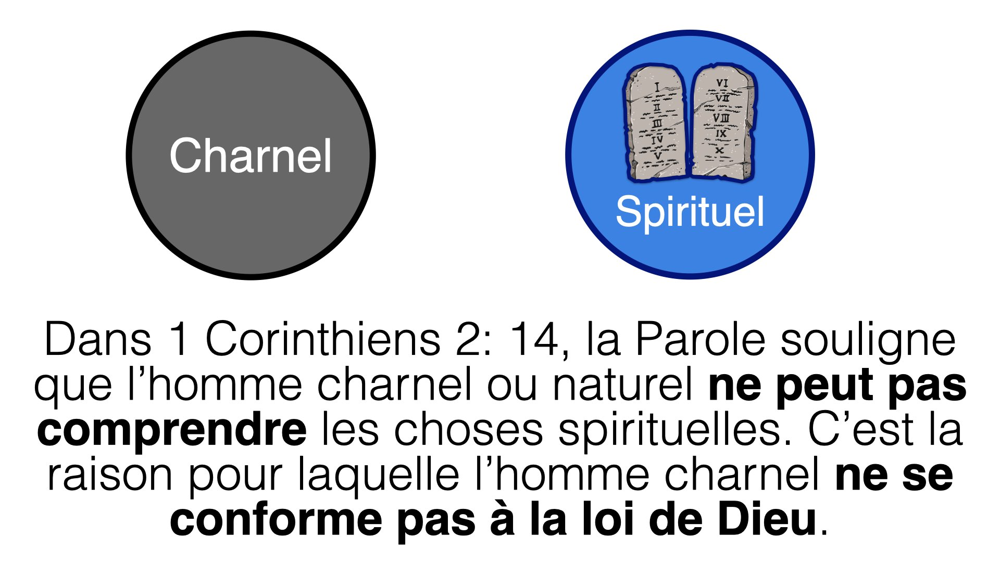 Charnel
I
II
III
IV
V
VI
VII
VIII
IX
X
Spirituel
Dans 1 Corinthiens 2: 14, la Parole souligne
que l’homme charnel ou naturel ne peut pas
comprendre les choses spirituelles. C’est la
raison pour laquelle l’homme charnel ne se
conforme pas à la loi de Dieu.